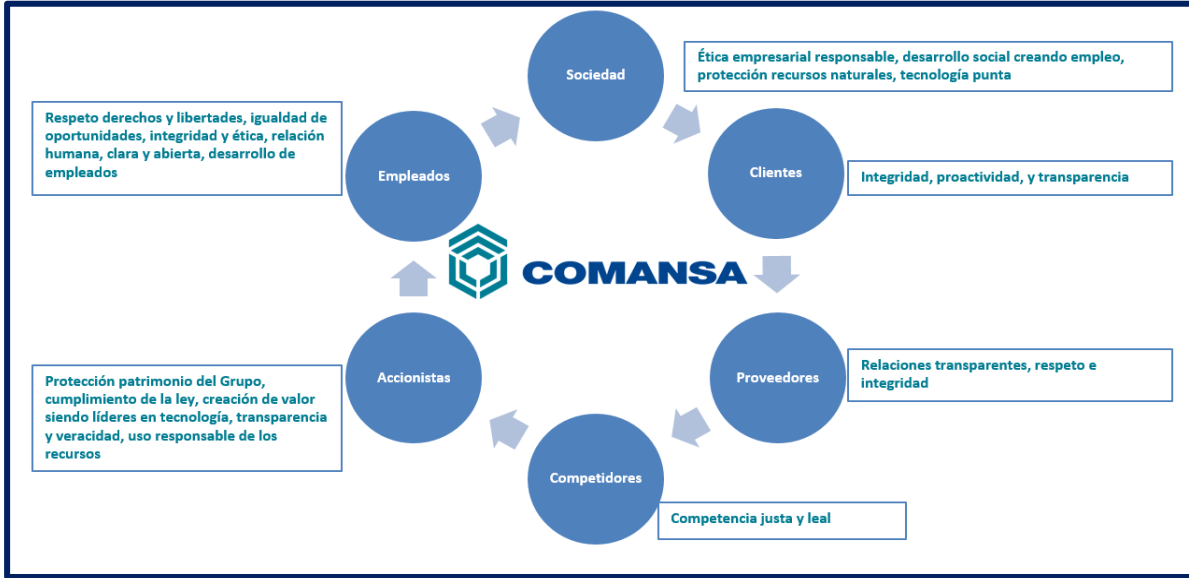 Sociedad
Ética empresarial responsable, desarrollo social creando empleo,
protección recursos naturales, tecnología punta
Respeto derechos y libertades, igualdad de
oportunidades, integridad y ética, relación
humana, clara y abierta, desarrollo de
empleados
Empleados
Clientes
Integridad, proactividad, y transparencia
COMANSA
Protección patrimonio del Grupo,
cumplimiento de la ley, creación de valor
siendo líderes en tecnología, transparencia
y veracidad, uso responsable de los
recursos
Accionistas
Proveedores
Relaciones transparentes, respeto e
integridad
Competidores
Competencia justa y leal